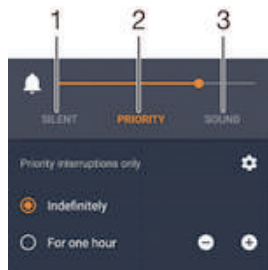 1 2 3
SILENT PRIORITY SOUND
Priority interruptions only
Indefinitely
For one hour